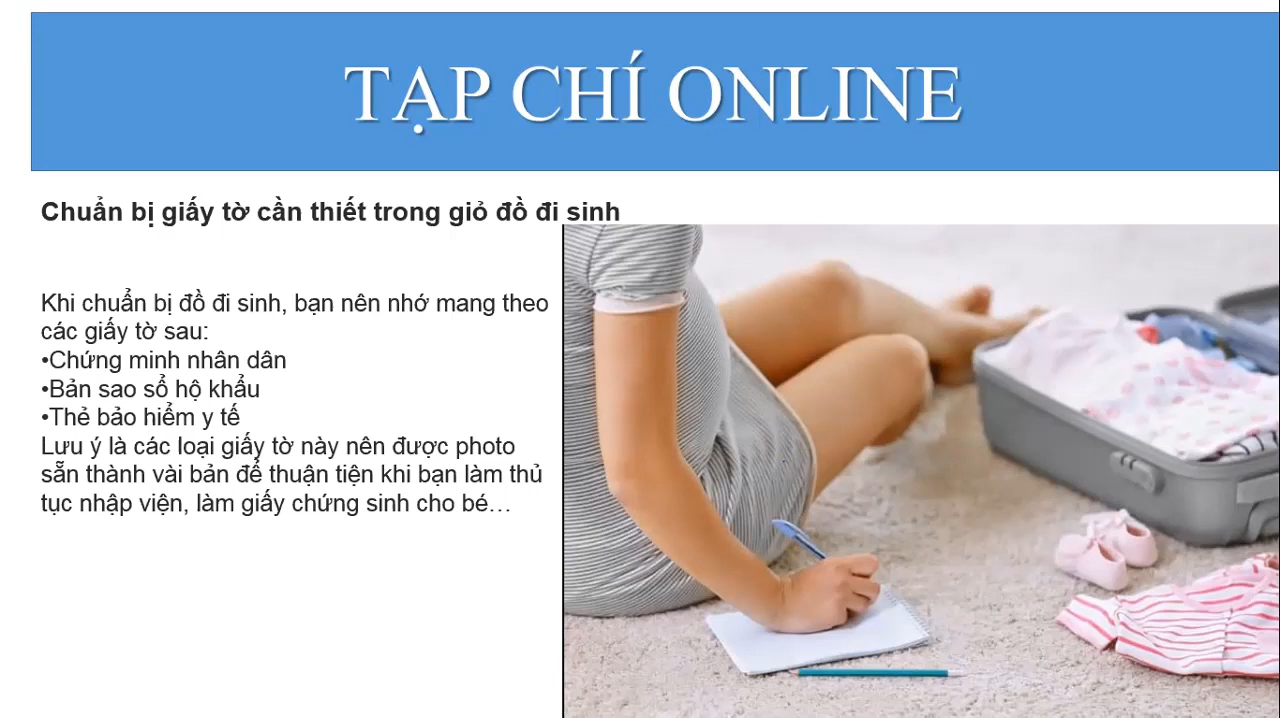 TẠP CHÍ ONLINE
Chuẩn bị giấy tờ cần thiết trong giỏ đồ đi sinh
Khi chuẩn bị đồ đi sinh, bạn nên nhớ mang theo
các giấy tờ sau:
•Chứng minh nhân dân
•Bản sao sổ hộ khẩu
•Thẻ bảo hiểm y tế
Lưu ý là các loại giấy tờ này nên được photo
sẵn thành vài bản để thuận tiện khi bạn làm thủ
tục nhập viện, làm giấy chứng sinh cho bé…